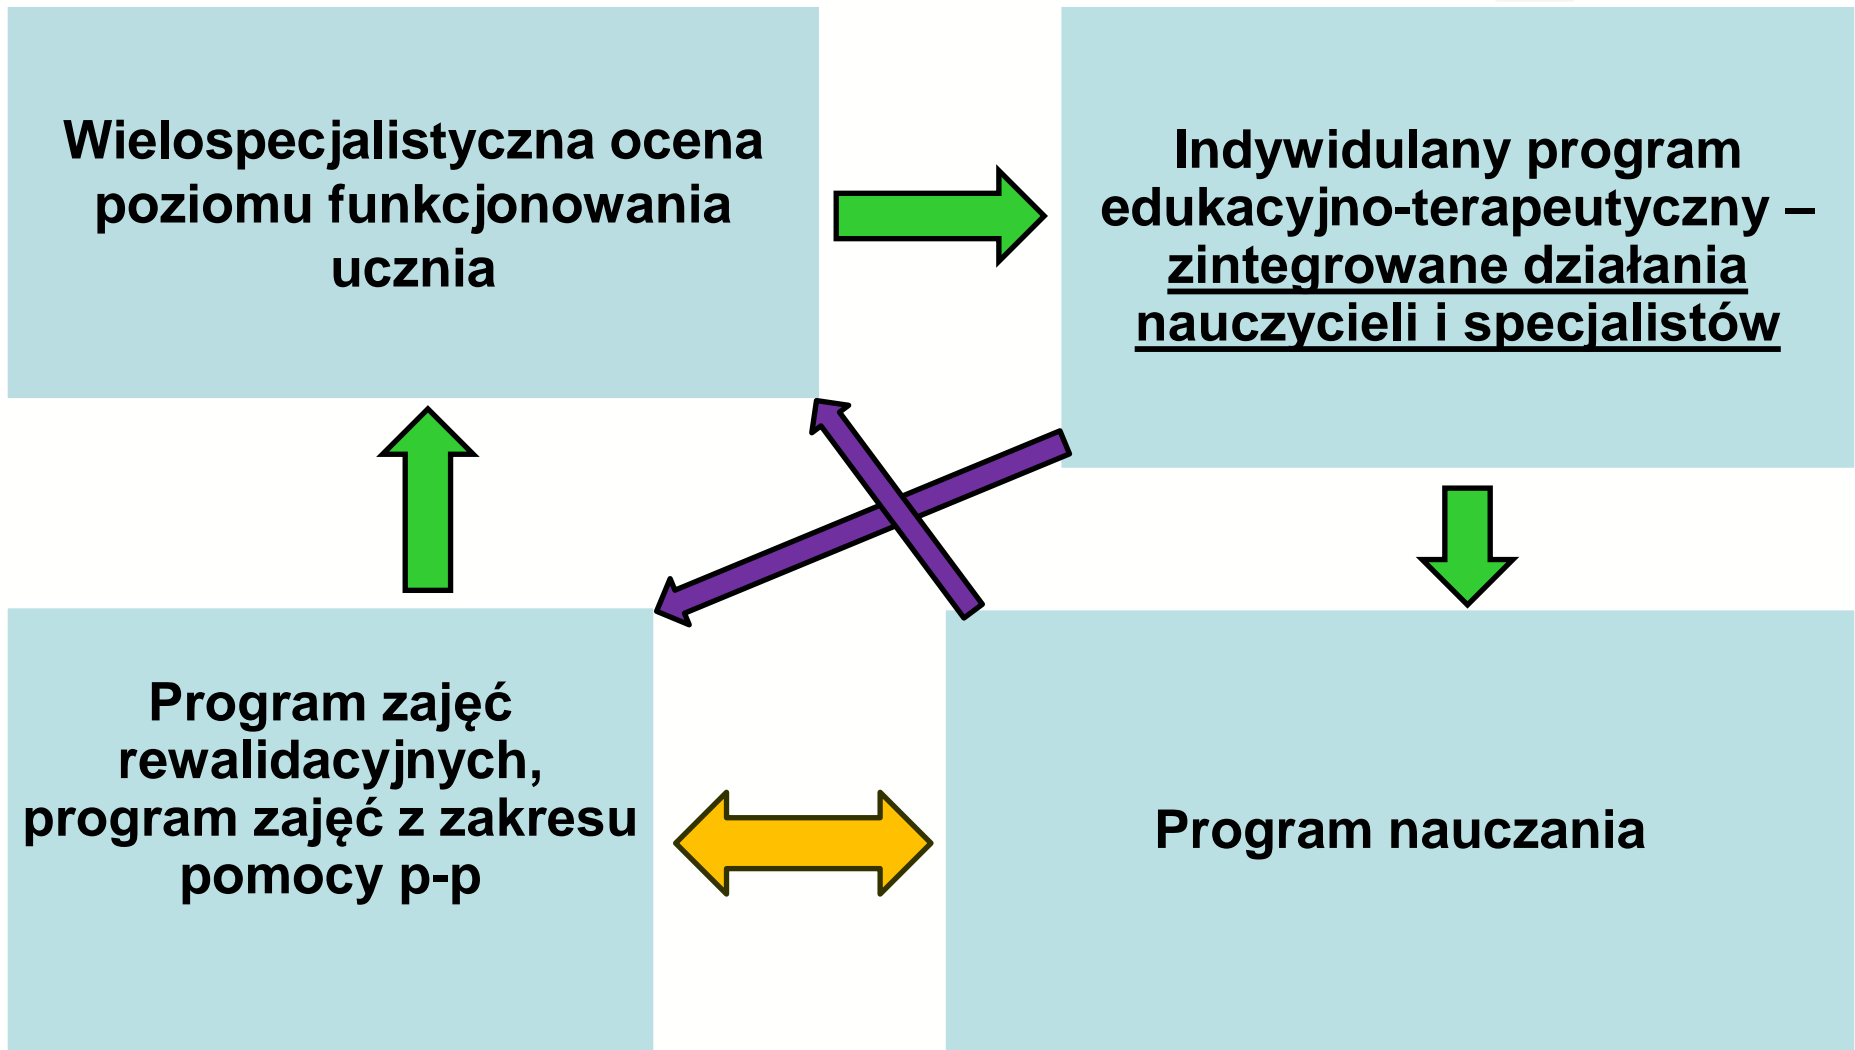 Wielospecjalistyczna ocena
poziomu funkcjonowania
ucznia
Indywidulany program
edukacyjno-terapeutyczny –
zintegrowane działania
nauczycieli i specjalistów
Program zajęć
rewalidacyjnych,
program zajęć z zakresu
pomocy p-p
Program nauczania